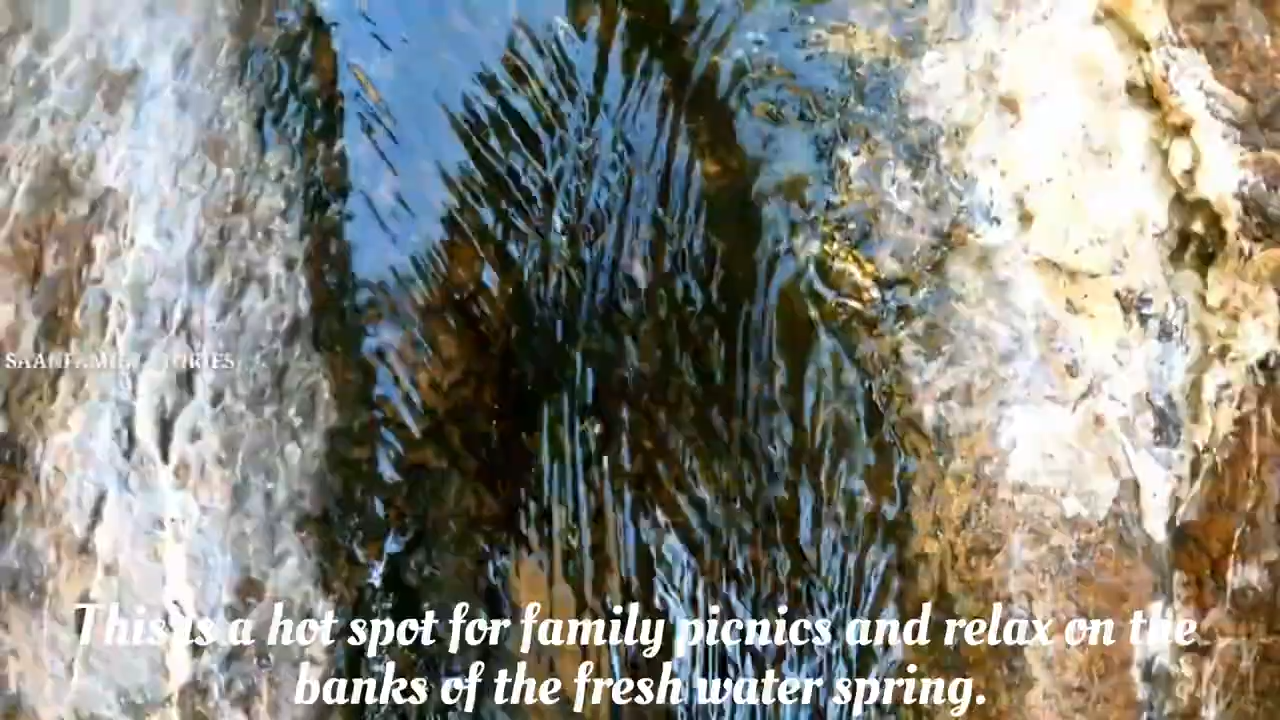 This is a hot spot for family picnics and relax on the
banks of the fresh water spring.